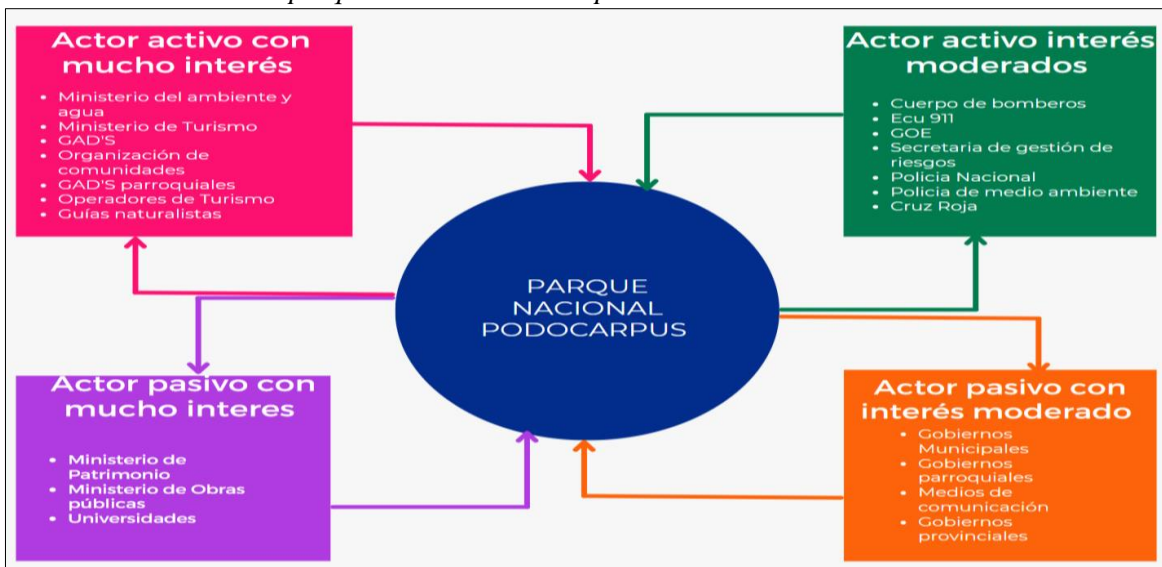 Actor activo con
mucho interés
• Ministerio del ambiente y
agua
• Ministerio de Turismo
• GAD'S
• Organización de
comunidades
• GAD'S parroquiales
• Operadores de Turismo
• Guías naturalistas
Actor activo interés
moderados
• Cuerpo de bomberos
• Ecu 911
• GOE
• Secretaria de gestión de
riesgos
• Policia Nacional
• Policia de medio ambiente
• Cruz Roja
PARQUE
NACIONAL
PODOCARPUS
Actor pasivo con
mucho interes
• Ministerio de
Patrimonio
• Ministerio de Obras
públicas
• Universidades
Actor pasivo con
interés moderado
• Gobiernos
Municipales
• Gobiernos
parroquiales
• Medios de
comunicación
• Gobiernos
provinciales